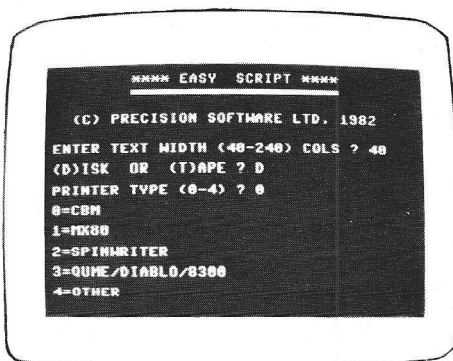 **** EASY SCRIPT ****
(C) PRECISION SOFTWARE LTD. 1982
ENTER TEXT WIDTH (40-240) COLS ? 40
(D)ISK OR (T)APE ? D
PRINTER TYPE (0-4) ? 0
0=CBM
1=MX80
2=SPINWRITER
3=QUME/DIABLO/8300
4=OTHER